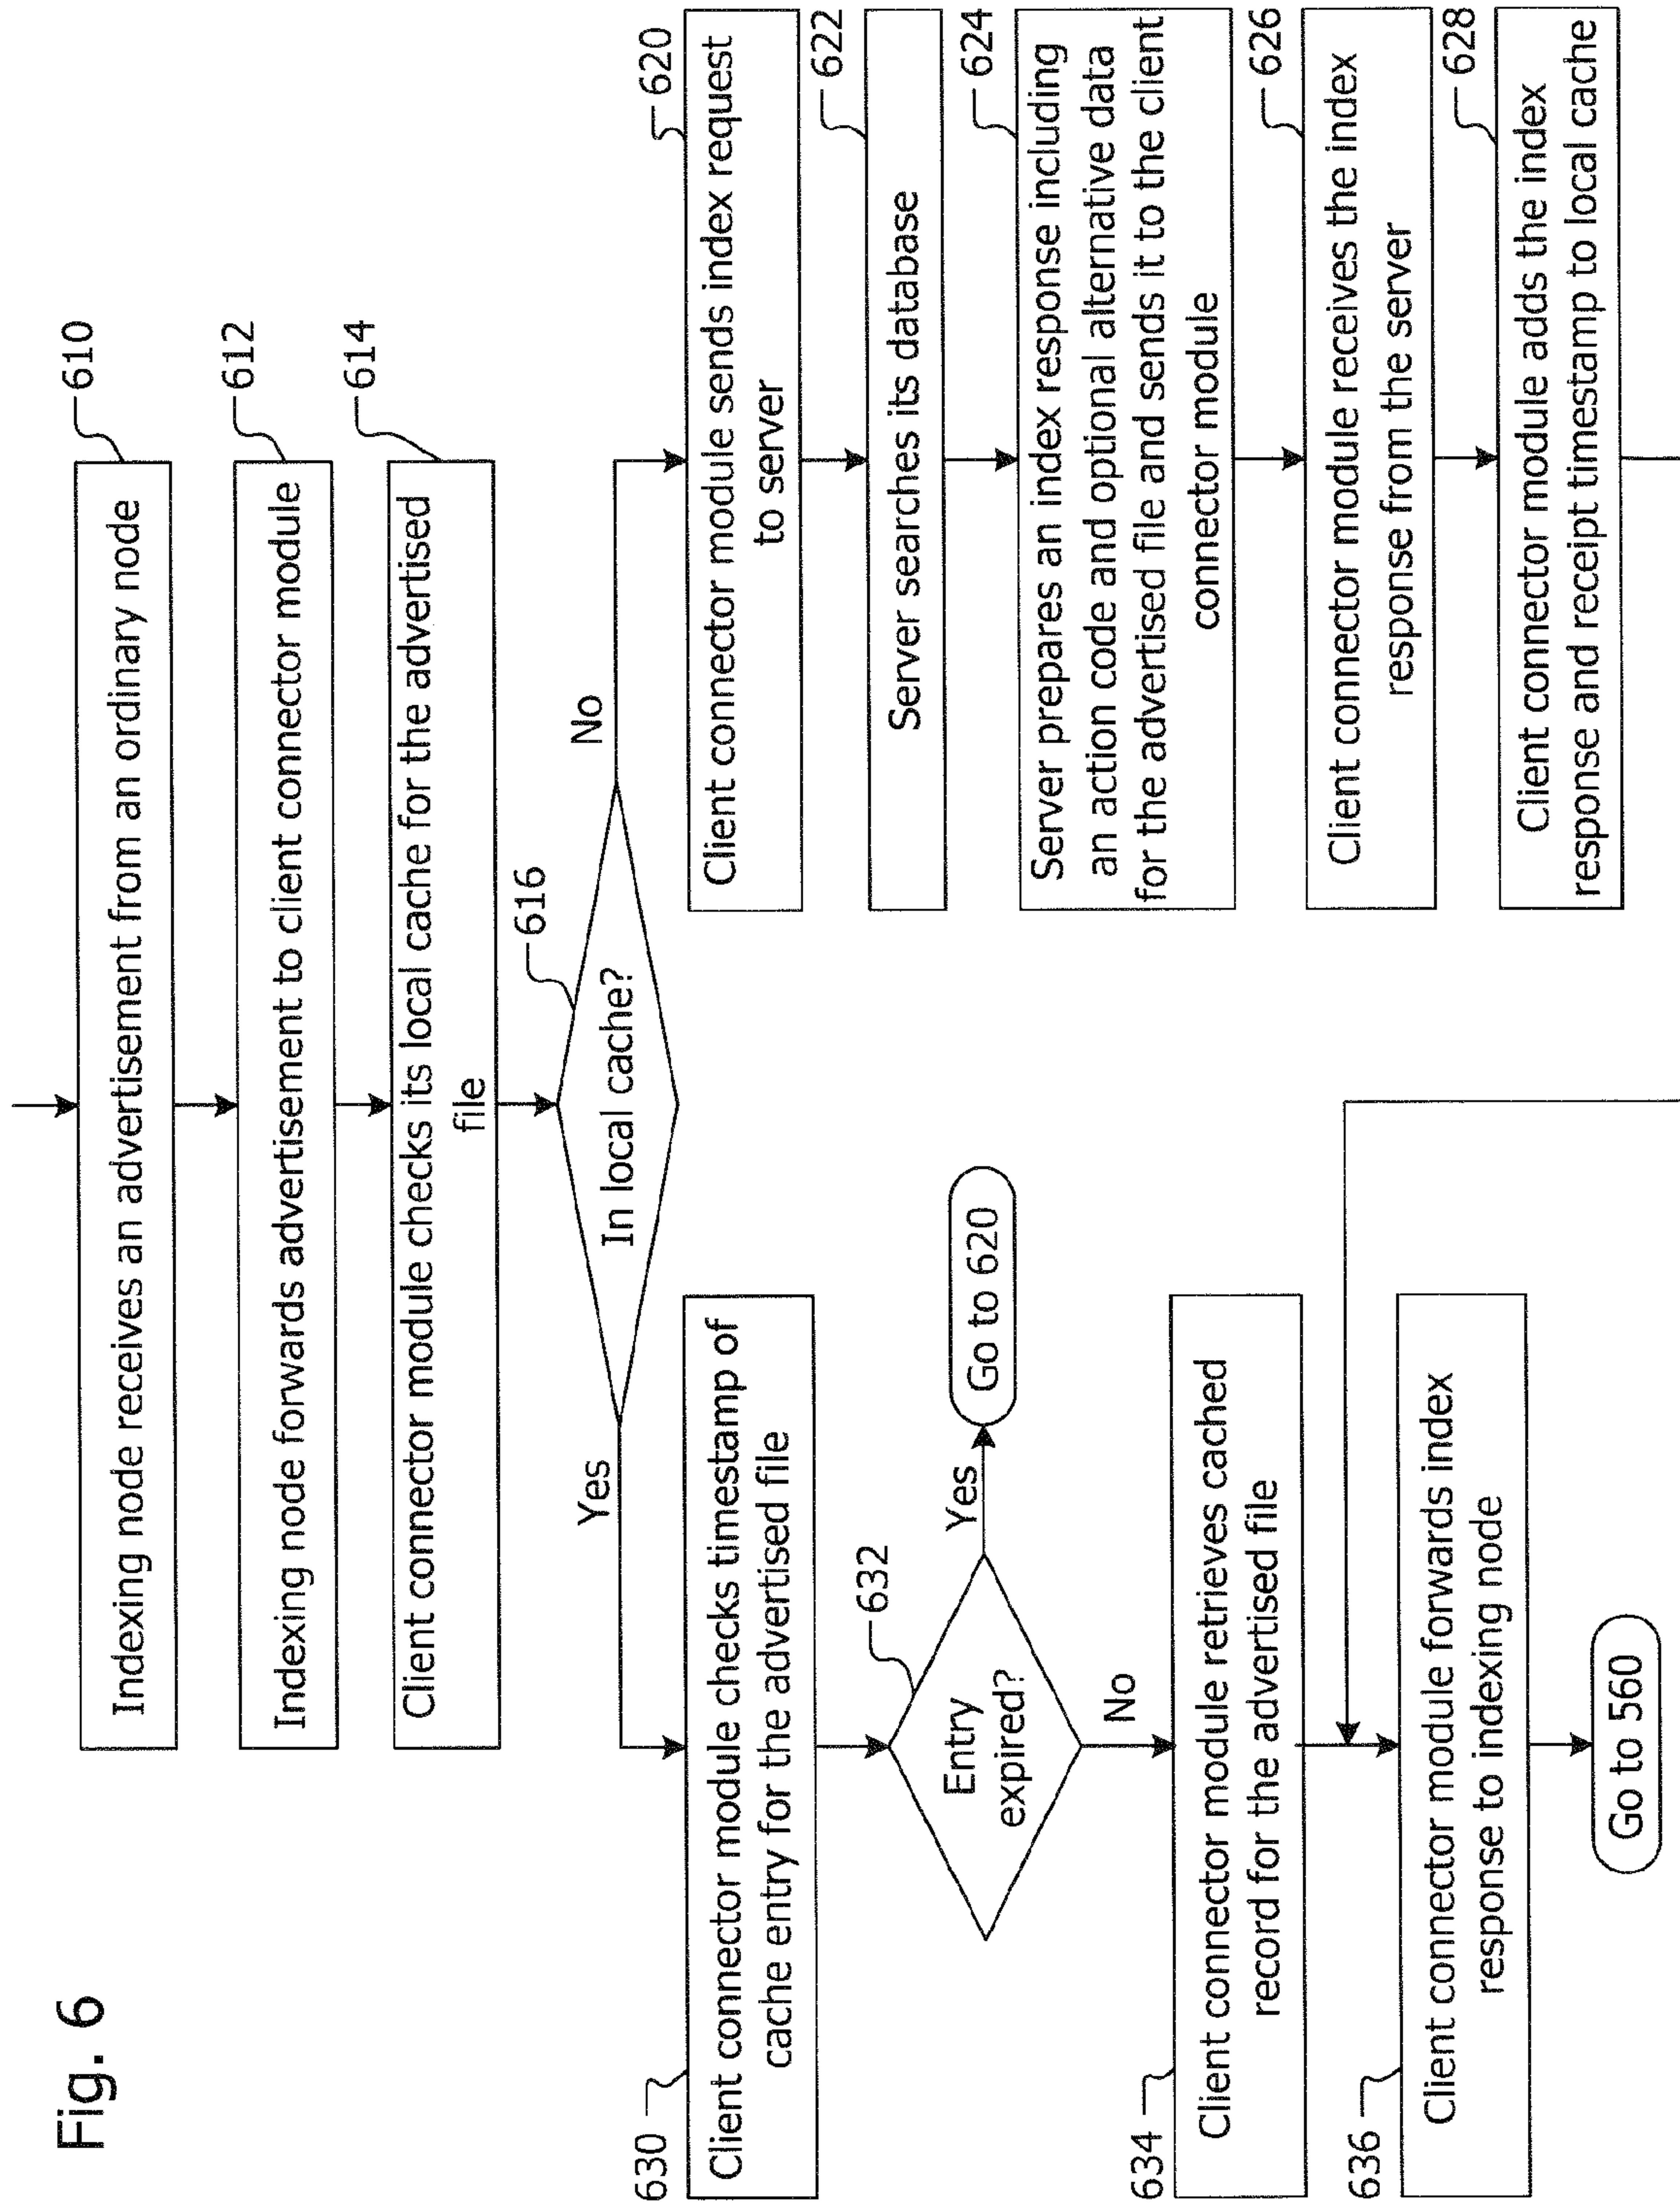 Fig. 6
610
Indexing node receives an advertisement from an ordinary node
612
Indexing node forwards advertisement to client connector module
614
Client connector module checks its local cache for the advertised
file
616
In local cache?
Yes
No
620
Client connector module sends index request
to server
622
Server searches its database
624
Server prepares an index response including
an action code and optional alternative data
for the advertised file and sends it to the client
connector module
626
Client connector module receives the index
response from the server
628
Client connector module adds the index
response and receipt timestamp to local cache
630
Client connector module checks timestamp of
cache entry for the advertised file
632
Entry
expired?
Yes
Go to 620
No
634
Client connector module retrieves cached
record for the advertised file
636
Client connector module forwards index
response to indexing node
Go to 560